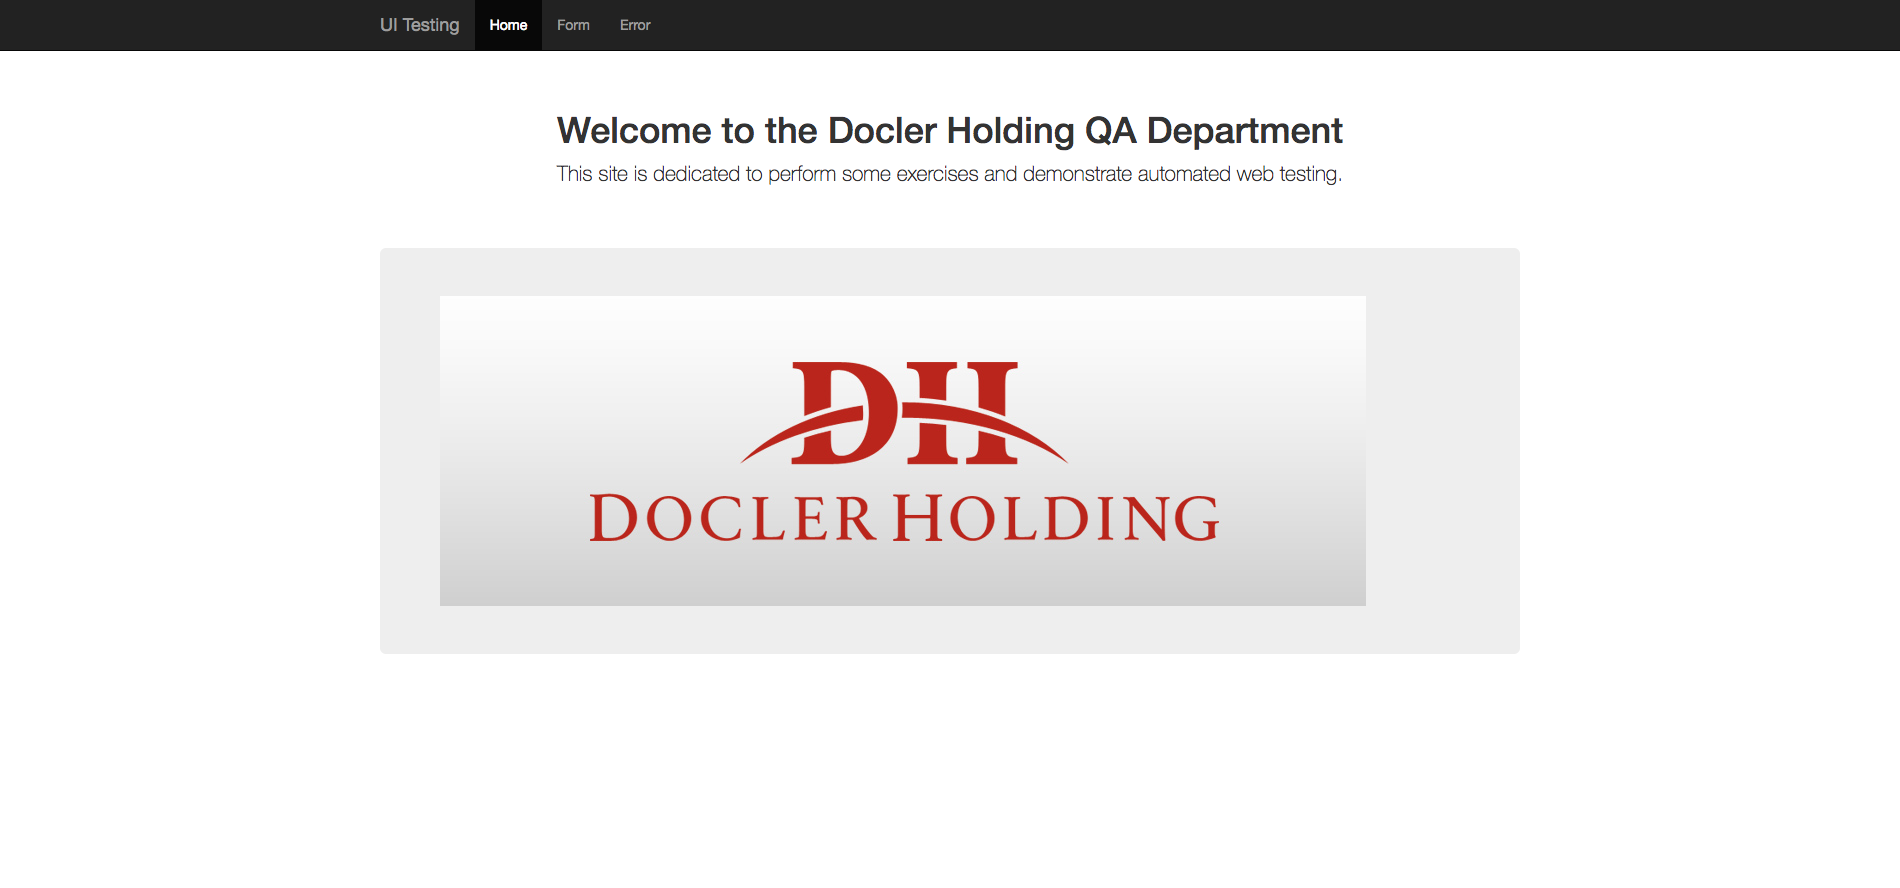 UI Testing Home Form Error
Welcome to the Docler Holding QA Department
This site is dedicated to perform some exercises and demonstrate automated web testing.
DH
DOCLER HOLDING